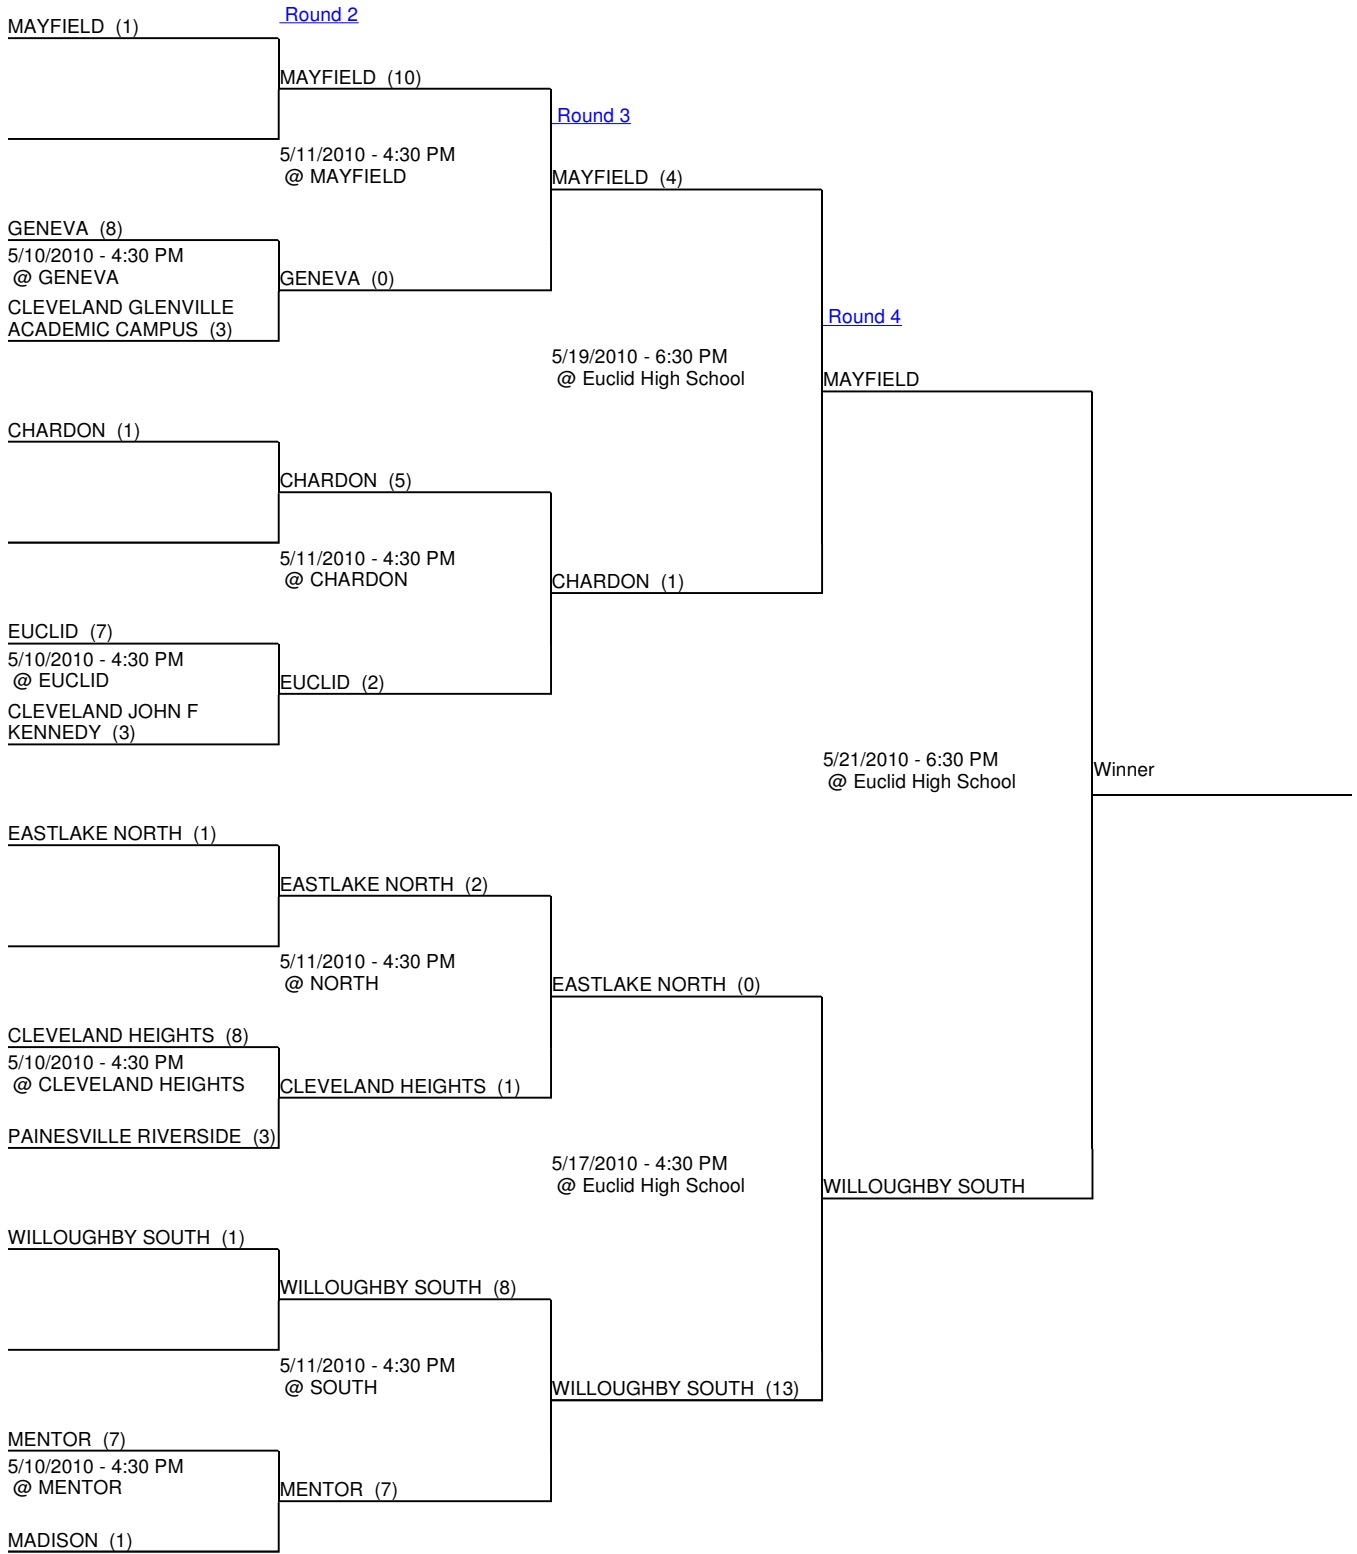 Round 2
MAYFIELD (1)
MAYFIELD (10)
Round 3
5/11/2010 - 4:30 PM
@ MAYFIELD
MAYFIELD (4)
GENEVA (8)
5/10/2010 - 4:30 PM
@ GENEVA
GENEVA (0)
CLEVELAND GLENVILLE
ACADEMIC CAMPUS (3)
Round 4
5/19/2010 - 6:30 PM
@ Euclid High School
MAYFIELD
CHARDON (1)
CHARDON (5)
5/11/2010 - 4:30 PM
@ CHARDON
CHARDON (1)
EUCLID (7)
5/10/2010 - 4:30 PM
@ EUCLID
EUCLID (2)
CLEVELAND JOHN F
KENNEDY (3)
5/21/2010 - 6:30 PM
@ Euclid High School
Winner
EASTLAKE NORTH (1)
EASTLAKE NORTH (2)
5/11/2010 - 4:30 PM
@ NORTH
EASTLAKE NORTH (0)
CLEVELAND HEIGHTS (8)
5/10/2010 - 4:30 PM
@ CLEVELAND HEIGHTS
CLEVELAND HEIGHTS (1)
PAINESVILLE RIVERSIDE (3)
5/17/2010 - 4:30 PM
@ Euclid High School
WILLOUGHBY SOUTH
WILLOUGHBY SOUTH (1)
WILLOUGHBY SOUTH (8)
5/11/2010 - 4:30 PM
@ SOUTH
WILLOUGHBY SOUTH (13)
MENTOR (7)
5/10/2010 - 4:30 PM
@ MENTOR
MENTOR (7)
MADISON (1)